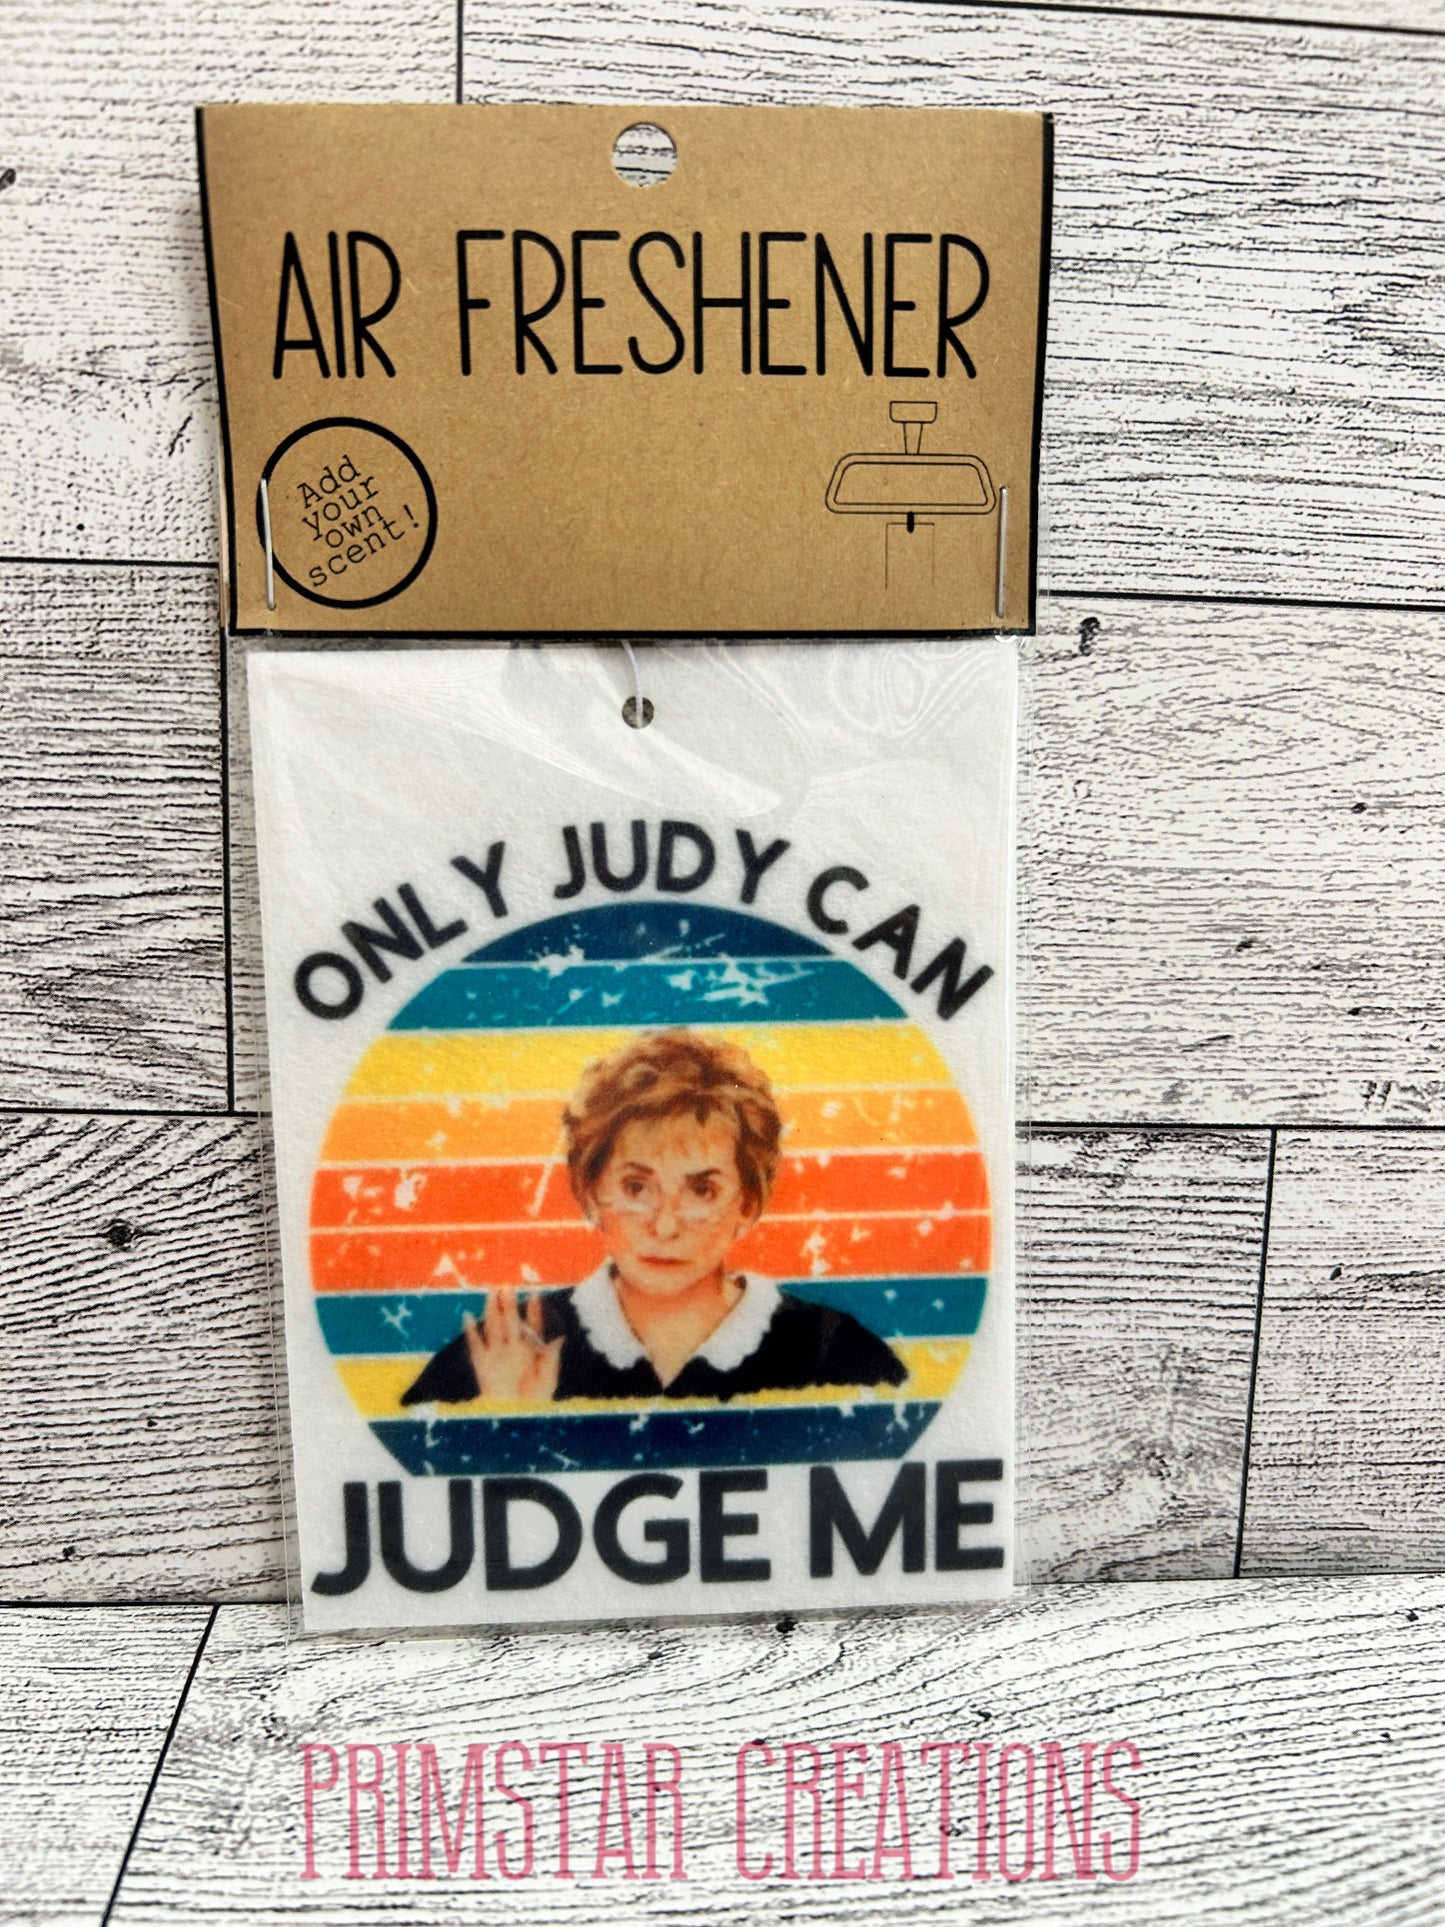 AIR FRESHENER
Add
your
own
scent!
ONLY JUDY CAN
JUDGE ME
PRIMSTAR CREATIONS